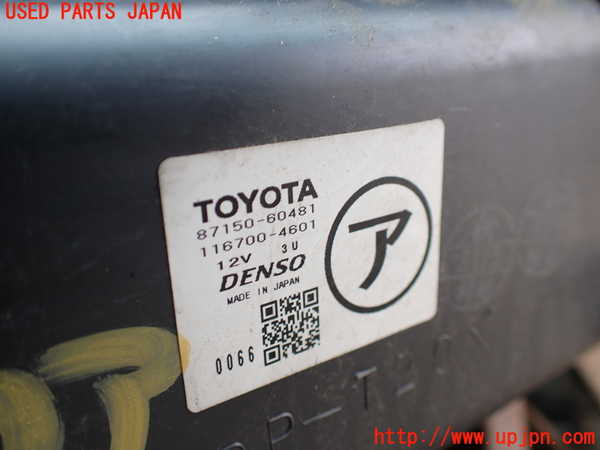 USED PARTS JAPAN
TOYOTA
87150-60481
116700-4601
12V 3U
DENSO
MADE IN JAPAN
0066
ア
ア
http://www.upjpn.com/